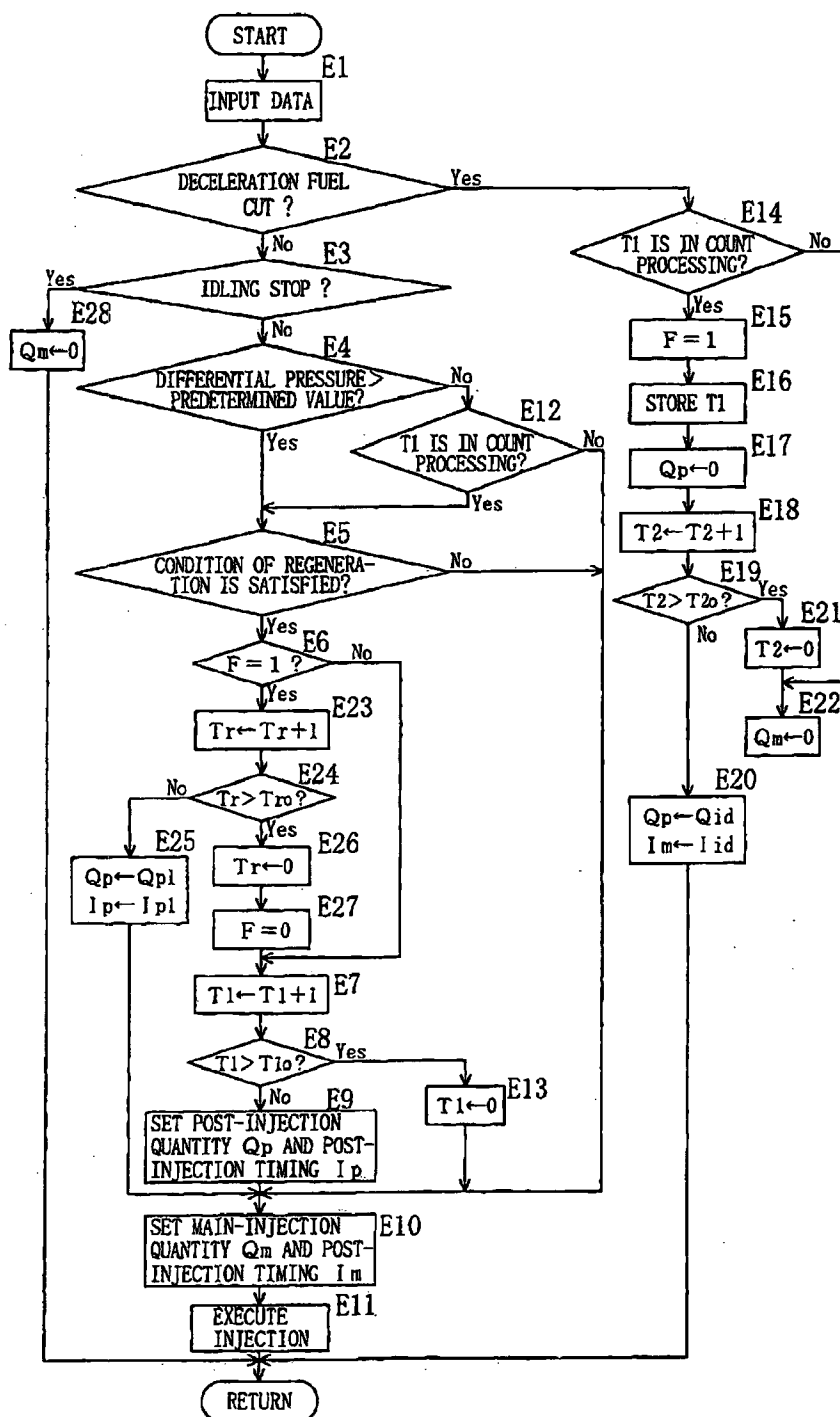 START
E1
INPUT DATA
E2
DECELERATION FUEL
CUT ?
Yes
No
E14
T1 IS IN COUNT
PROCESSING?
No
Yes
E3
IDLING STOP ?
Yes
No
E28
Qm←0
E15
F=1
E4
DIFFERENTIAL PRESSURE>
PREDETERMINED VALUE?
No
Yes
E16
STORE T1
E12
T1 IS IN COUNT
PROCESSING?
No
Yes
E17
Qp←0
E18
T2←T2+1
E5
CONDITION OF REGENERA-
TION IS SATISFIED?
No
Yes
E19
T2>T2o?
Yes
No
E21
T2←0
E6
F=1 ?
No
Yes
E22
Qm←0
E23
Tr←Tr+1
E24
Tr>Tro?
No
Yes
E20
Qp←Qid
Im←Iid
E25
Qp←Qpl
Ip←Ipl
E26
Tr←0
E27
F=0
E7
T1←T1+1
E8
T1>T1o?
Yes
No
E13
T1←0
E9
SET POST-INJECTION
QUANTITY Qp AND POST-
INJECTION TIMING Ip
E10
SET MAIN-INJECTION
QUANTITY Qm AND POST-
INJECTION TIMING Im
E11
EXECUTE
INJECTION
RETURN